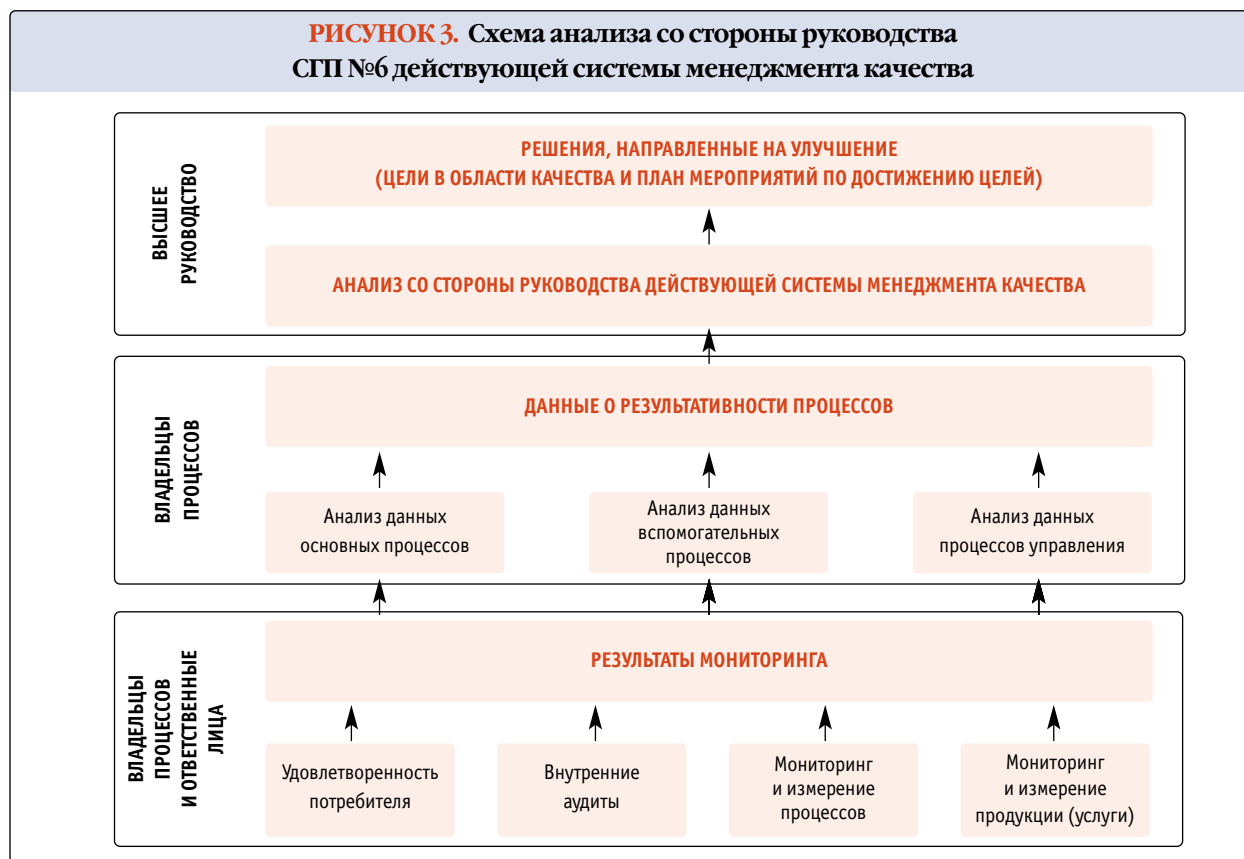 РИСУНОК 3. Схема анализа со стороны руководства
СГП №6 действующей системы менеджмента качества
ВЫСШЕЕ
РУКОВОДСТВО
РЕШЕНИЯ, НАПРАВЛЕННЫЕ НА УЛУЧШЕНИЕ
(ЦЕЛИ В ОБЛАСТИ КАЧЕСТВА И ПЛАН МЕРОПРИЯТИЙ ПО ДОСТИЖЕНИЮ ЦЕЛЕЙ)
АНАЛИЗ СО СТОРОНЫ РУКОВОДСТВА ДЕЙСТВУЮЩЕЙ СИСТЕМЫ МЕНЕДЖМЕНТА КАЧЕСТВА
ВЛАДЕЛЬЦЫ
ПРОЦЕССОВ
ДАННЫЕ О РЕЗУЛЬТАТИВНОСТИ ПРОЦЕССОВ
Анализ данных
основных процессов
Анализ данных
вспомогательных
процессов
Анализ данных
процессов управления
ВЛАДЕЛЬЦЫ
ПРОЦЕССОВ
И ОТВЕТСТВЕННЫЕ
ЛИЦА
РЕЗУЛЬТАТЫ МОНИТОРИНГА
Удовлетворенность
потребителя
Внутренние
аудиты
Мониторинг
и измерение
процессов
Мониторинг
и измерение
продукции (услуги)